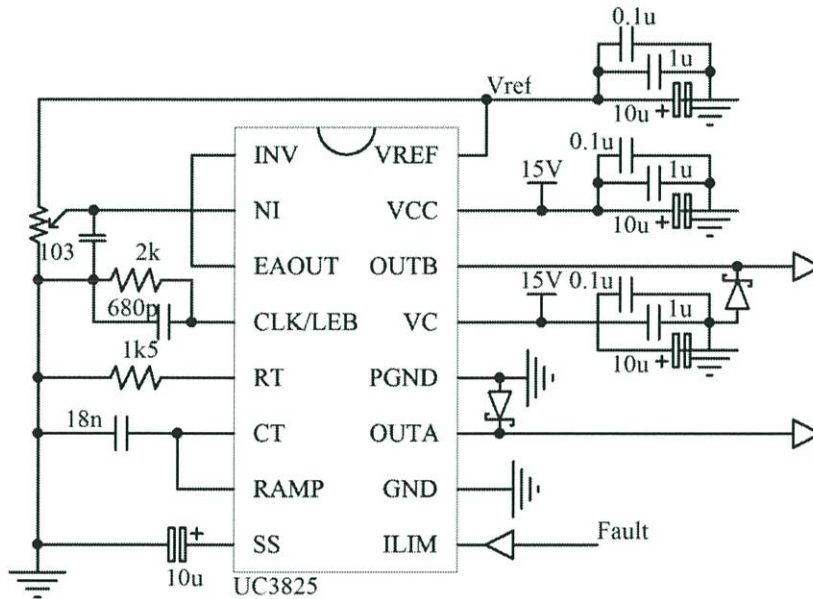 0.1u
1u
Vref
10u +
INV
VREF
0.1u
15V
1u
NI
VCC
10u +
103
2k
EAOUT
OUTB
680p
15V
0.1u
CLK/LEB
VC
1u
1k5
10u +
RT
PGND
18n
CT
OUTA
RAMP
GND
Fault
+
SS
ILIM
10u
UC3825